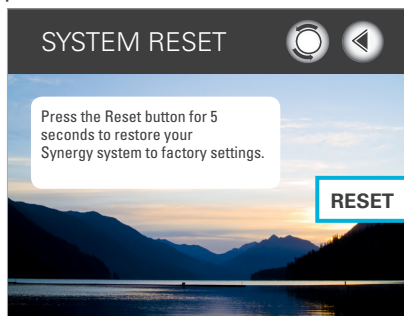 SYSTEM RESET
Press the Reset button for 5
seconds to restore your
Synergy system to factory settings.
RESET